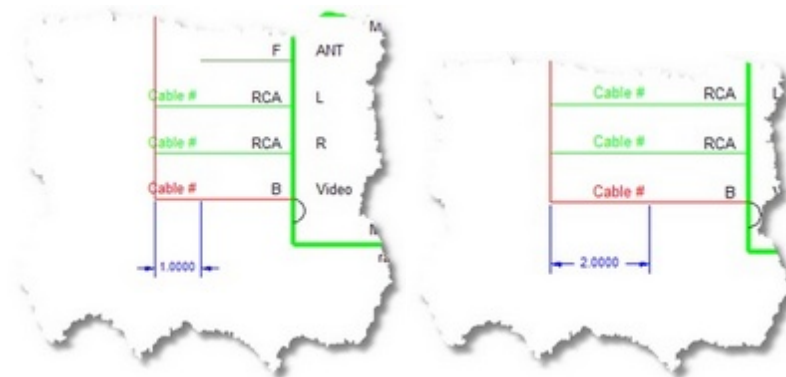 M
F ANT
Cable # RCA L
Cable # RCA R
Cable # B Video
M
1.0000
Cable # RCA L
Cable # RCA
Cable # B
2.0000